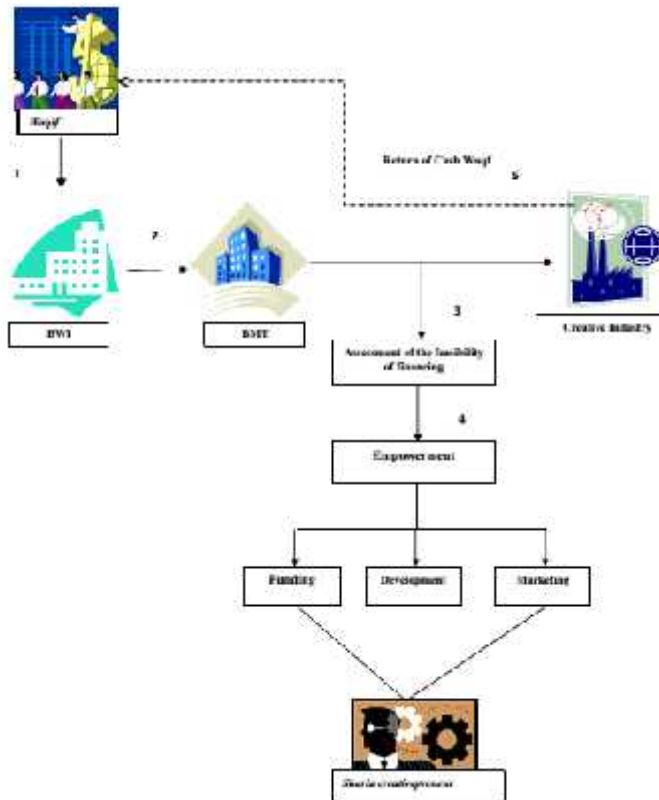 Waqif
1
Return of Cash Waqf
5
2
BWI
BMT
Creative Industry
3
Assessment of the feasibility
of financing
4
Empowerment
Funding
Development
Marketing